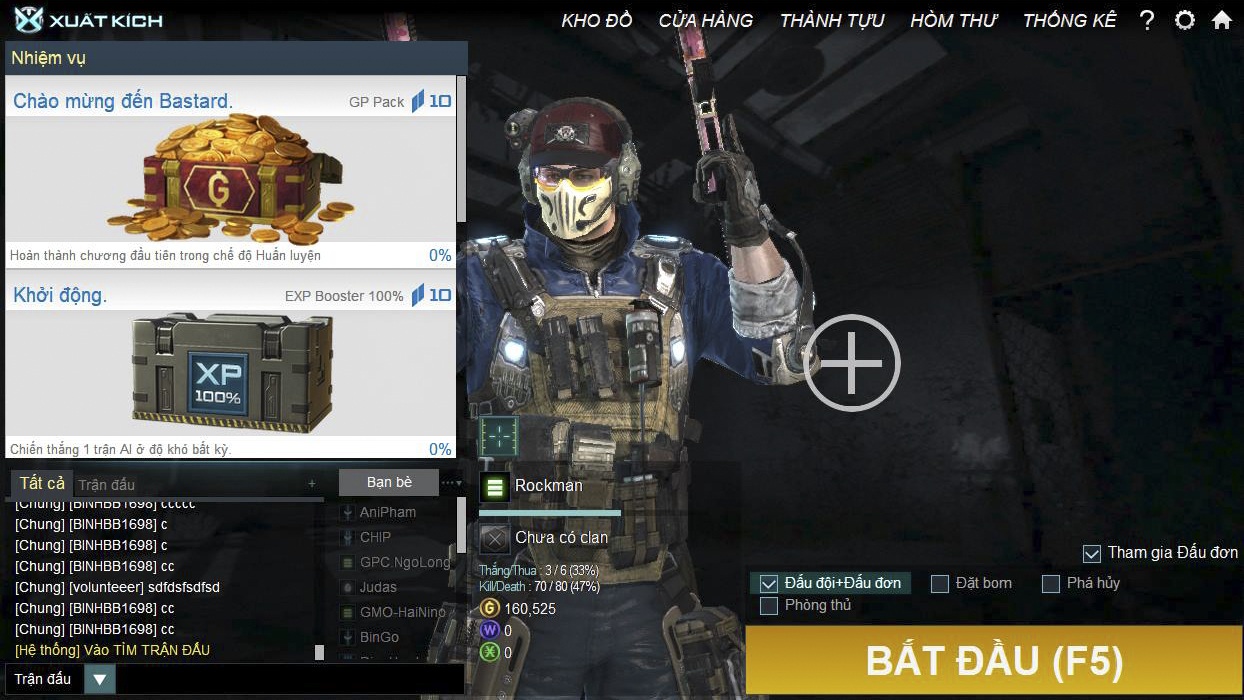 XUẤT KÍCH
KHO ĐỒ CỬA HÀNG THÀNH TỰU HÒM THƯ THỐNG KÊ ?
Nhiệm vụ
Chào mừng đến Bastard. GP Pack 10
G
Hoàn thành chương đầu tiên trong chế độ Huấn luyện 0%
Khởi động. EXP Booster 100% 10
XP
100%
Chiến thắng 1 trận AI ở độ khó bất kỳ. 0%
Tất cả Trận đấu +
[Chung] [BINHBB1698] ccccc
[Chung] [BINHBB1698] c
[Chung] [BINHBB1698] c
[Chung] [BINHBB1698] cc
[Chung] [volunteeer] sdfdsfsdfsd
[Chung] [BINHBB1698] cc
[Chung] [BINHBB1698] cc
[Hệ thống] Vào TÌM TRẬN ĐẤU
Trận đấu
Bạn bè
AniPham
CHIP
GPC.NgoLong
Judas
GMO-HaiNino
BinGo
Rockman
Chưa có clan
Thắng/Thua : 3 / 6 (33%)
Kill/Death : 70 / 80 (47%)
G 160,525
W 0
0
Tham gia Đấu đơn
Đấu đội+Đấu đơn Đặt bom Phá hủy
Phòng thủ
BẮT ĐẦU (F5)